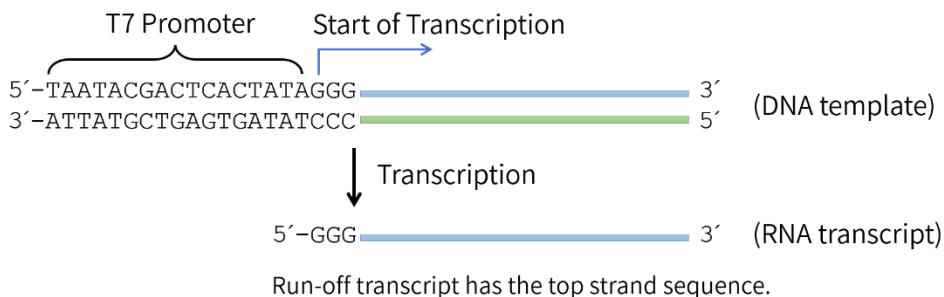 T7 Promoter
Start of Transcription
5´-TAATACGACTCACTATAGGG 3´
3´-ATTATGCTGAGTGATATCCC 5´
(DNA template)
Transcription
5´-GGG 3´ (RNA transcript)
Run-off transcript has the top strand sequence.